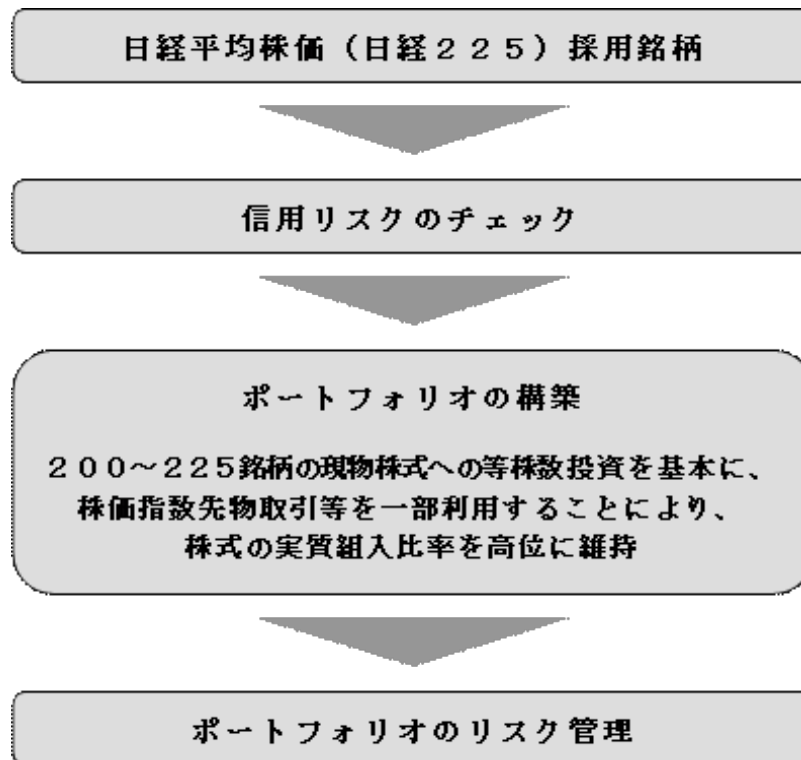 日経平均株価（日経２２５）採用銘柄
信用リスクのチェック
ポートフォリオの構築
２００～２２５銘柄の現物株式への等株数投資を基本に、
株価指数先物取引等を一部利用することにより、
株式の実質組入比率を高位に維持
ポートフォリオのリスク管理